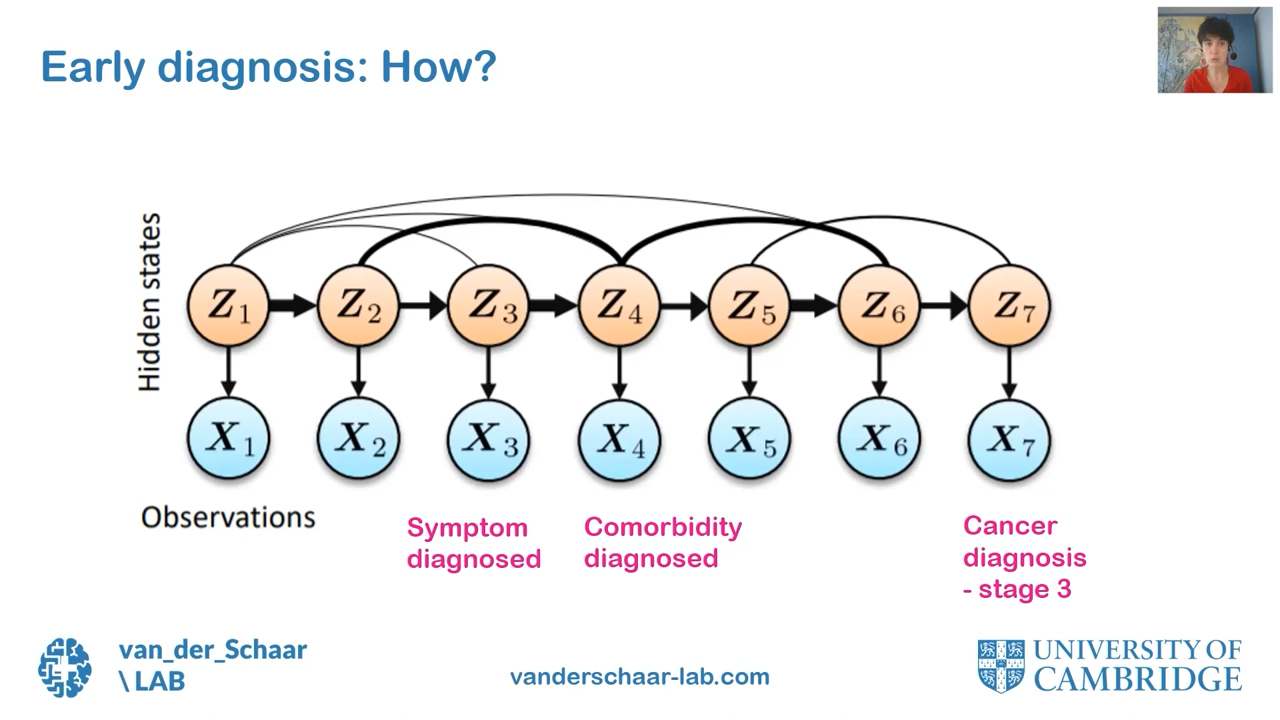 Early diagnosis: How?
Hidden states
Z1 Z2 Z3 Z4 Z5 Z6 Z7
X1 X2 X3 X4 X5 X6 X7
Observations
Symptom
diagnosed
Comorbidity
diagnosed
Cancer
diagnosis
- stage 3
van_der_Schaar
\ LAB
vanderschaar-lab.com
UNIVERSITY OF
CAMBRIDGE